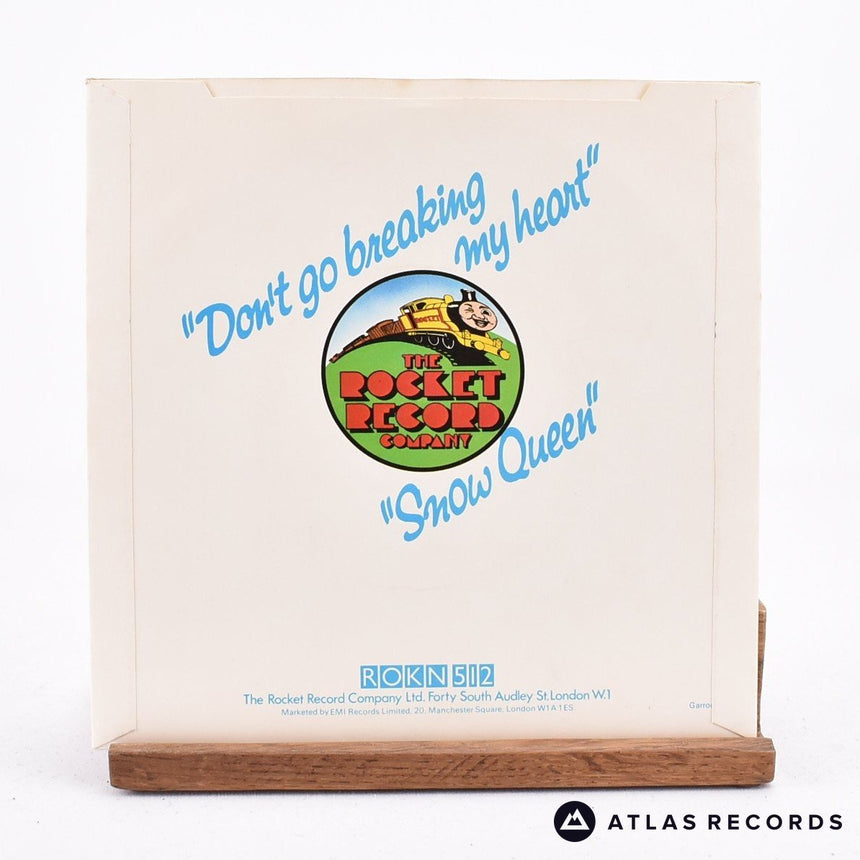 "Don't go breaking
my heart"
ROCKET
THE
ROCKET
RECORD
COMPANY
"Snow Queen"
ROKN 512
The Rocket Record Company Ltd. Forty South Audley St. London W.1
Marketed by EMI Records Limited, 20, Manchester Square, London W1A 1ES
ATLAS RECORDS